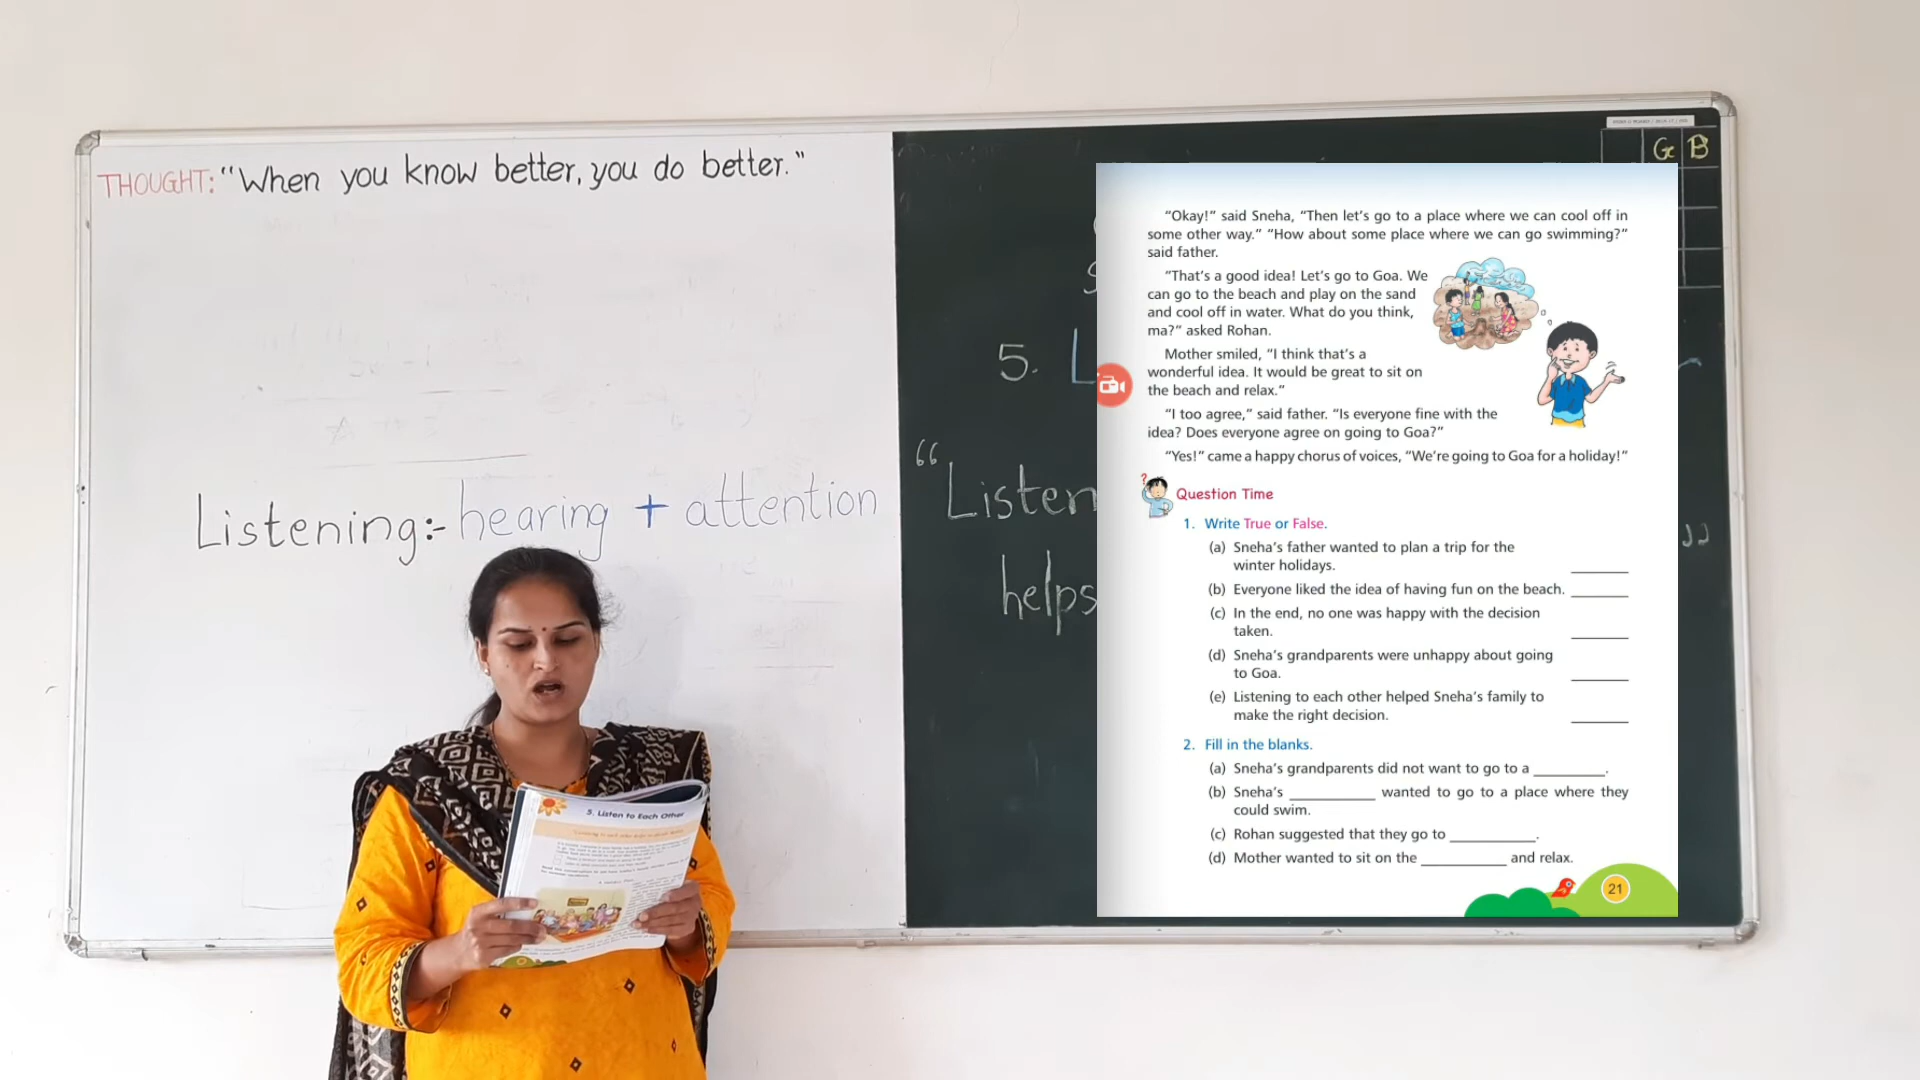 THOUGHT: "When you know better, you do better."
Listening:- hearing + attention
G B
5. L
"Listen
helps
"
"Okay!" said Sneha, "Then let's go to a place where we can cool off in
some other way." "How about some place where we can go swimming?"
said father.
"That's a good idea! Let's go to Goa. We
can go to the beach and play on the sand
and cool off in water. What do you think,
ma?" asked Rohan.
Mother smiled, "I think that's a
wonderful idea. It would be great to sit on
the beach and relax."
"I too agree," said father. "Is everyone fine with the
idea? Does everyone agree on going to Goa?"
"Yes!" came a happy chorus of voices, "We're going to Goa for a holiday!"
Question Time
1. Write True or False.
(a) Sneha's father wanted to plan a trip for the
winter holidays. ______
(b) Everyone liked the idea of having fun on the beach. ______
(c) In the end, no one was happy with the decision
taken. ______
(d) Sneha's grandparents were unhappy about going
to Goa. ______
(e) Listening to each other helped Sneha's family to
make the right decision. ______
2. Fill in the blanks.
(a) Sneha's grandparents did not want to go to a ________.
(b) Sneha's ________ wanted to go to a place where they
could swim.
(c) Rohan suggested that they go to ________.
(d) Mother wanted to sit on the ________ and relax.
21
5. Listen to Each Other